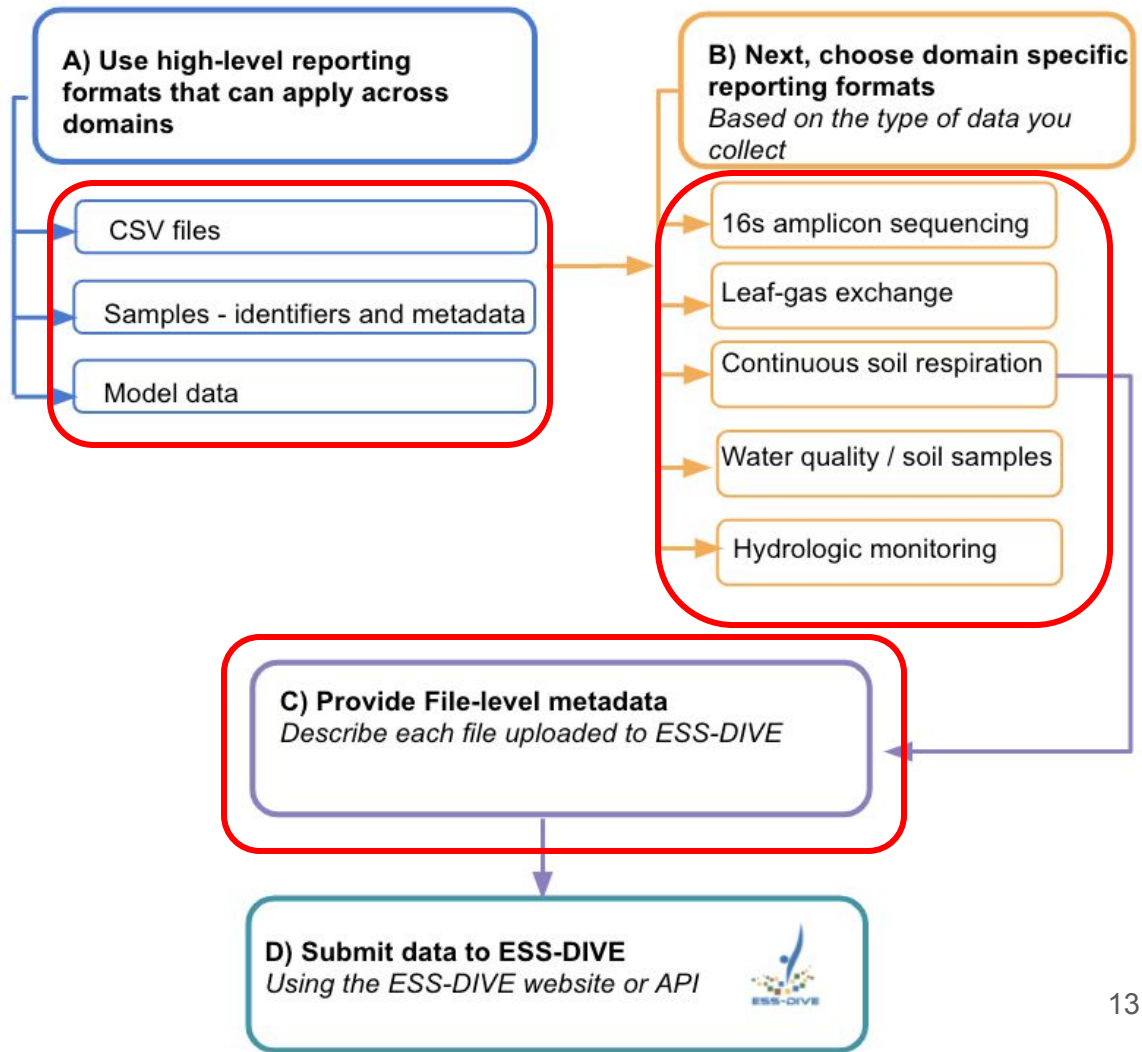 A) Use high-level reporting
formats that can apply across
domains
CSV files
Samples - identifiers and metadata
Model data
B) Next, choose domain specific
reporting formats
Based on the type of data you
collect
16s amplicon sequencing
Leaf-gas exchange
Continuous soil respiration
Water quality / soil samples
Hydrologic monitoring
C) Provide File-level metadata
Describe each file uploaded to ESS-DIVE
D) Submit data to ESS-DIVE
Using the ESS-DIVE website or API
ESS-DIVE
13